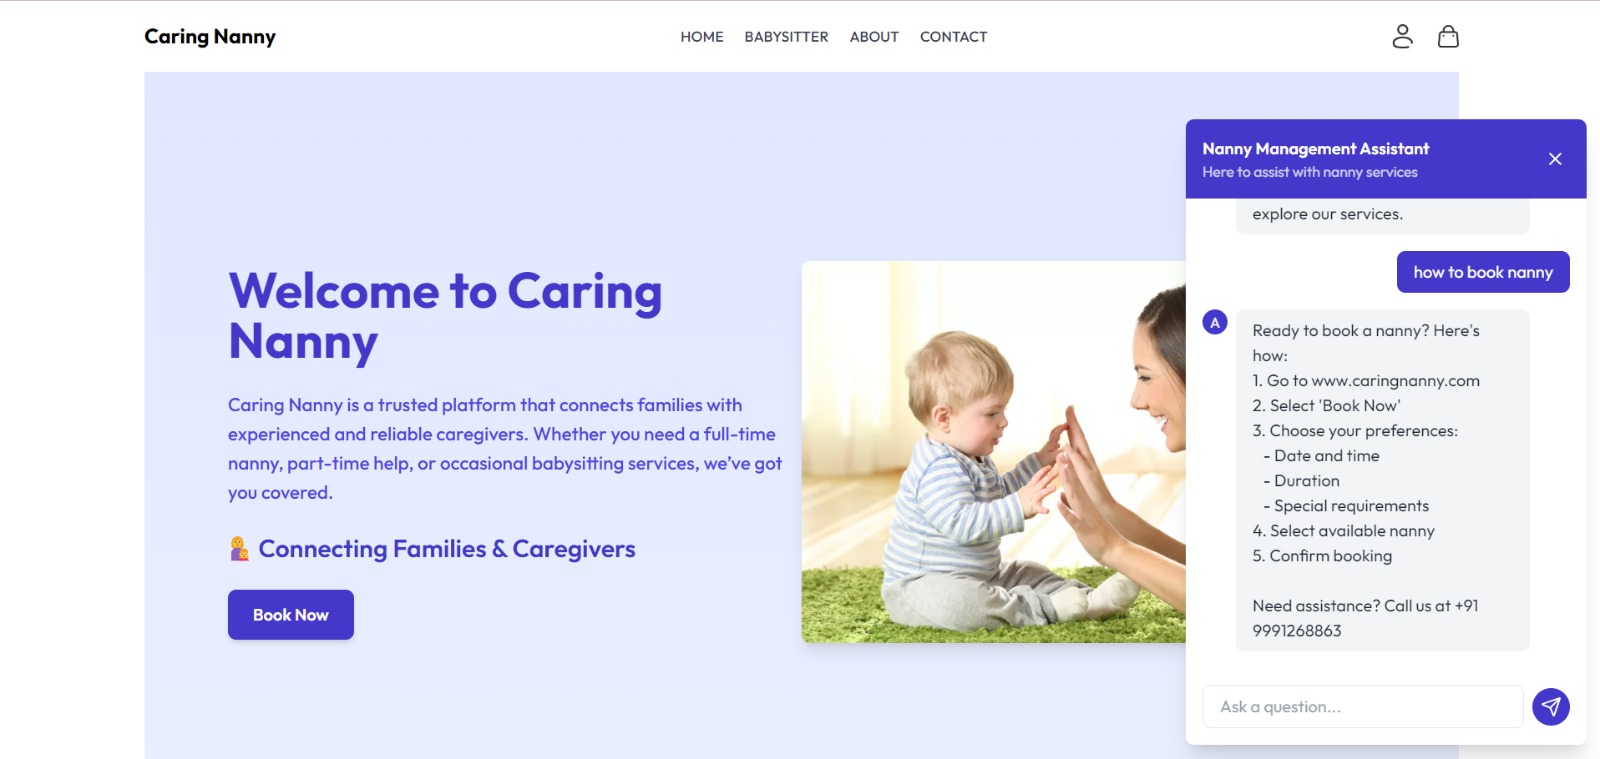 Caring Nanny
HOME BABYSITTER ABOUT CONTACT
Welcome to Caring
Nanny
Caring Nanny is a trusted platform that connects families with
experienced and reliable caregivers. Whether you need a full-time
nanny, part-time help, or occasional babysitting services, we’ve got
you covered.
Connecting Families & Caregivers
Book Now
Nanny Management Assistant
Here to assist with nanny services
explore our services.
how to book nanny
A
Ready to book a nanny? Here's
how:
1. Go to www.caringnanny.com
2. Select 'Book Now'
3. Choose your preferences:
- Date and time
- Duration
- Special requirements
4. Select available nanny
5. Confirm booking
Need assistance? Call us at +91
9991268863
Ask a question...